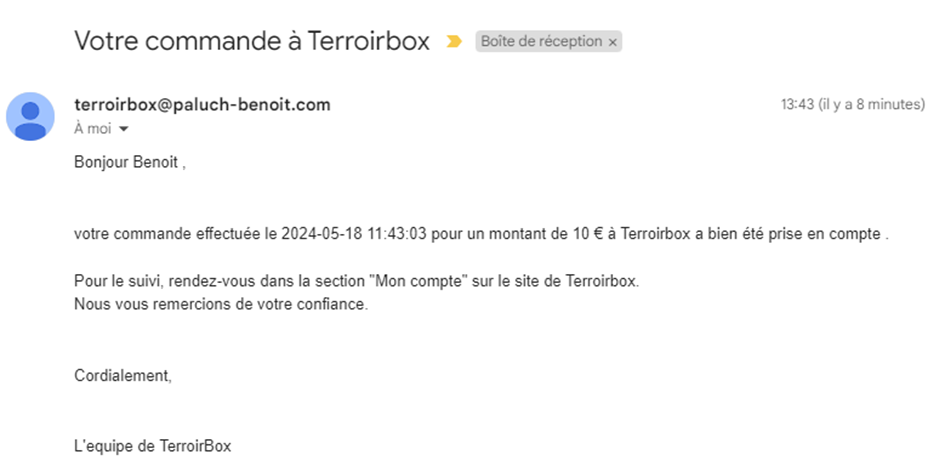 Votre commande à Terroirbox Boîte de réception ×
terroirbox@paluch-benoit.com 13:43 (il y a 8 minutes)
À moi
Bonjour Benoit ,
votre commande effectuée le 2024-05-18 11:43:03 pour un montant de 10 € à Terroirbox a bien été prise en compte .
Pour le suivi, rendez-vous dans la section "Mon compte" sur le site de Terroirbox.
Nous vous remercions de votre confiance.
Cordialement,
L'equipe de TerroirBox